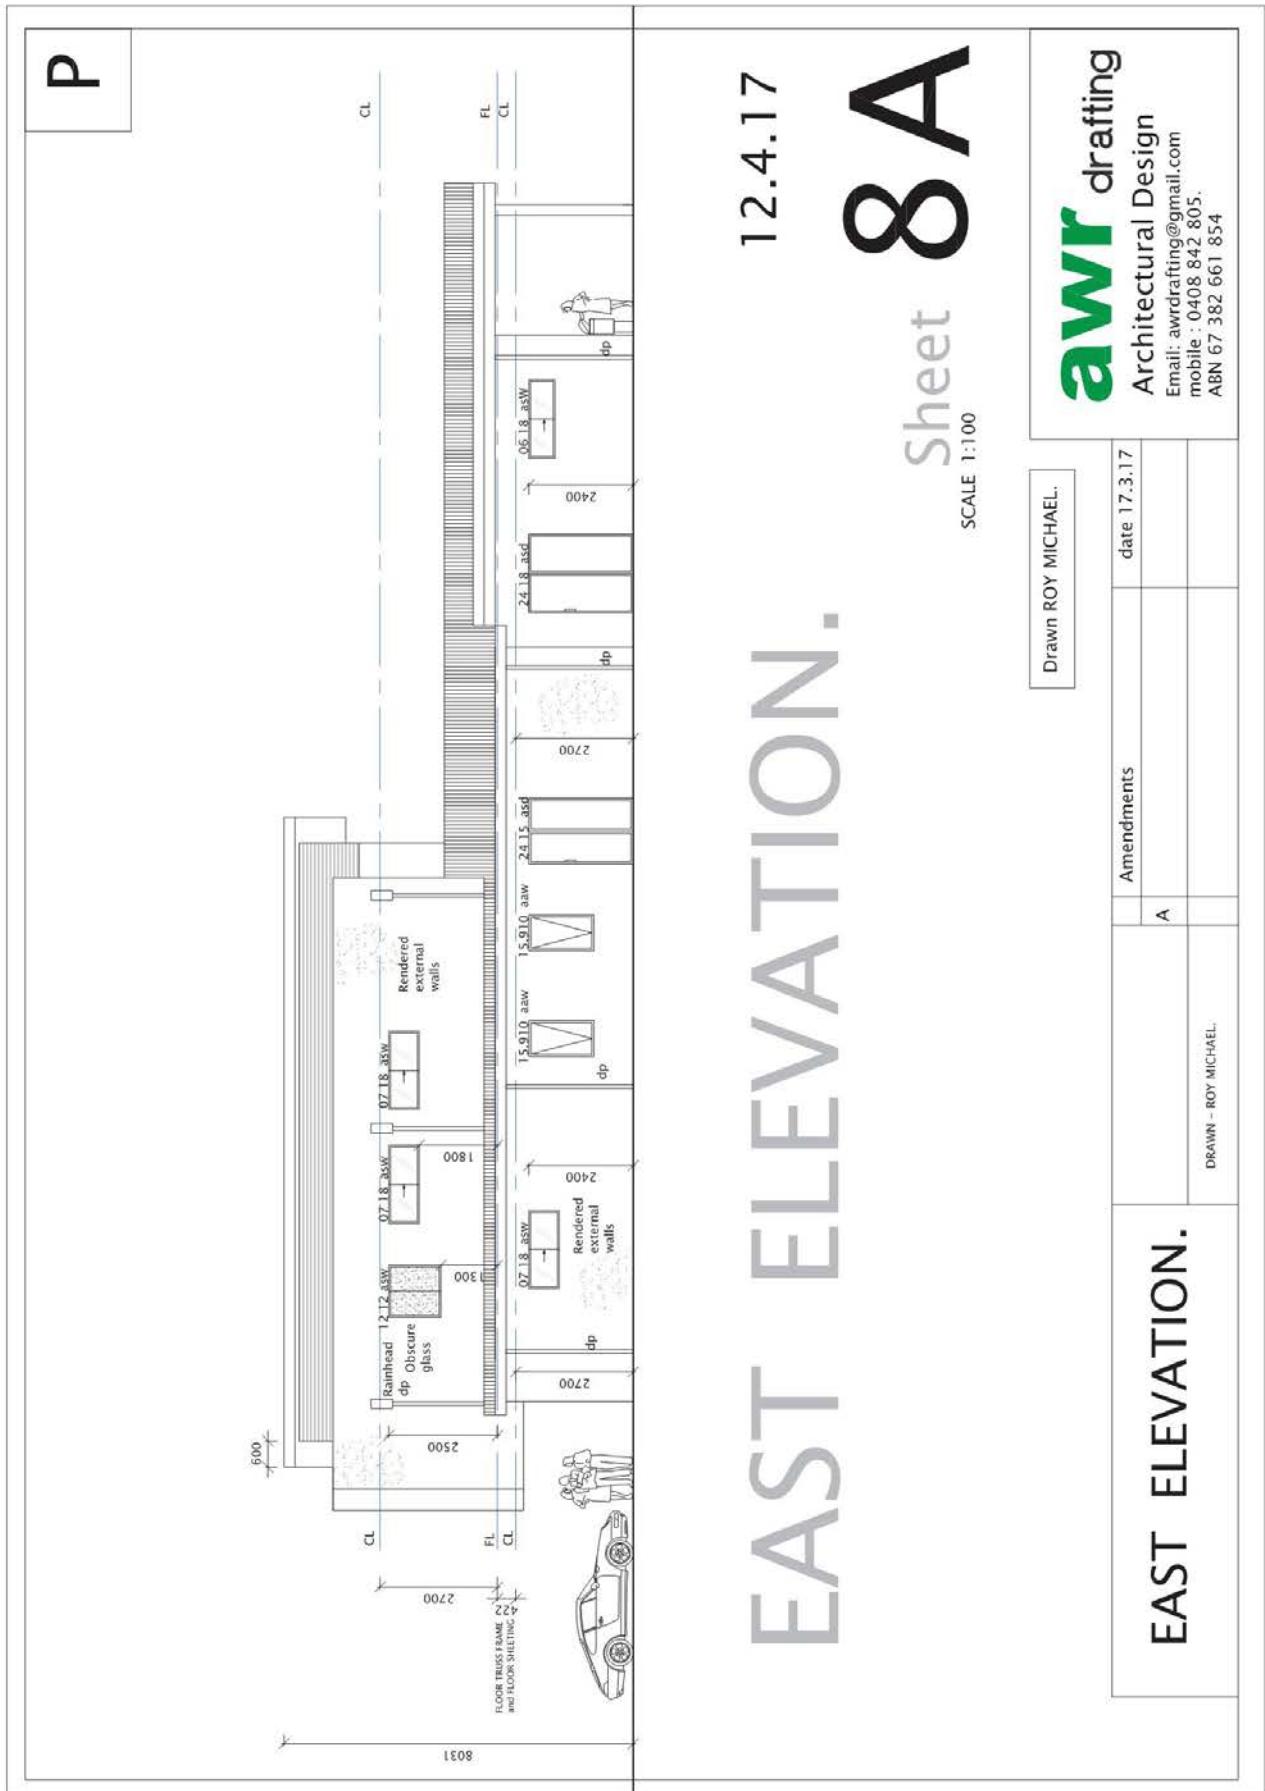 P
CL
FL
CL
600
Rainhead
dp
12 12 asw
Obscure
glass
07 18 asw
07 18 asw
Rendered
external
walls
2500
1300
1800
CL
2700
FL
CL
422
FLOOR TRUSS FRAME
and FLOOR SHEETING
8031
2700
dp
07 18 asw
Rendered
external
walls
2400
dp
15.910 aaw
15.910 aaw
24 15 asd
2700
dp
24 18 asd
2400
06 18 asW
dp
12.4.17
EAST ELEVATION.
Sheet 8A
SCALE 1:100
Drawn ROY MICHAEL.
awr drafting
Architectural Design
Email: awrdrafting@gmail.com
mobile : 0408 842 805.
ABN 67 382 661 854
EAST ELEVATION.
DRAWN - ROY MICHAEL.
Amendments
date 17.3.17
A